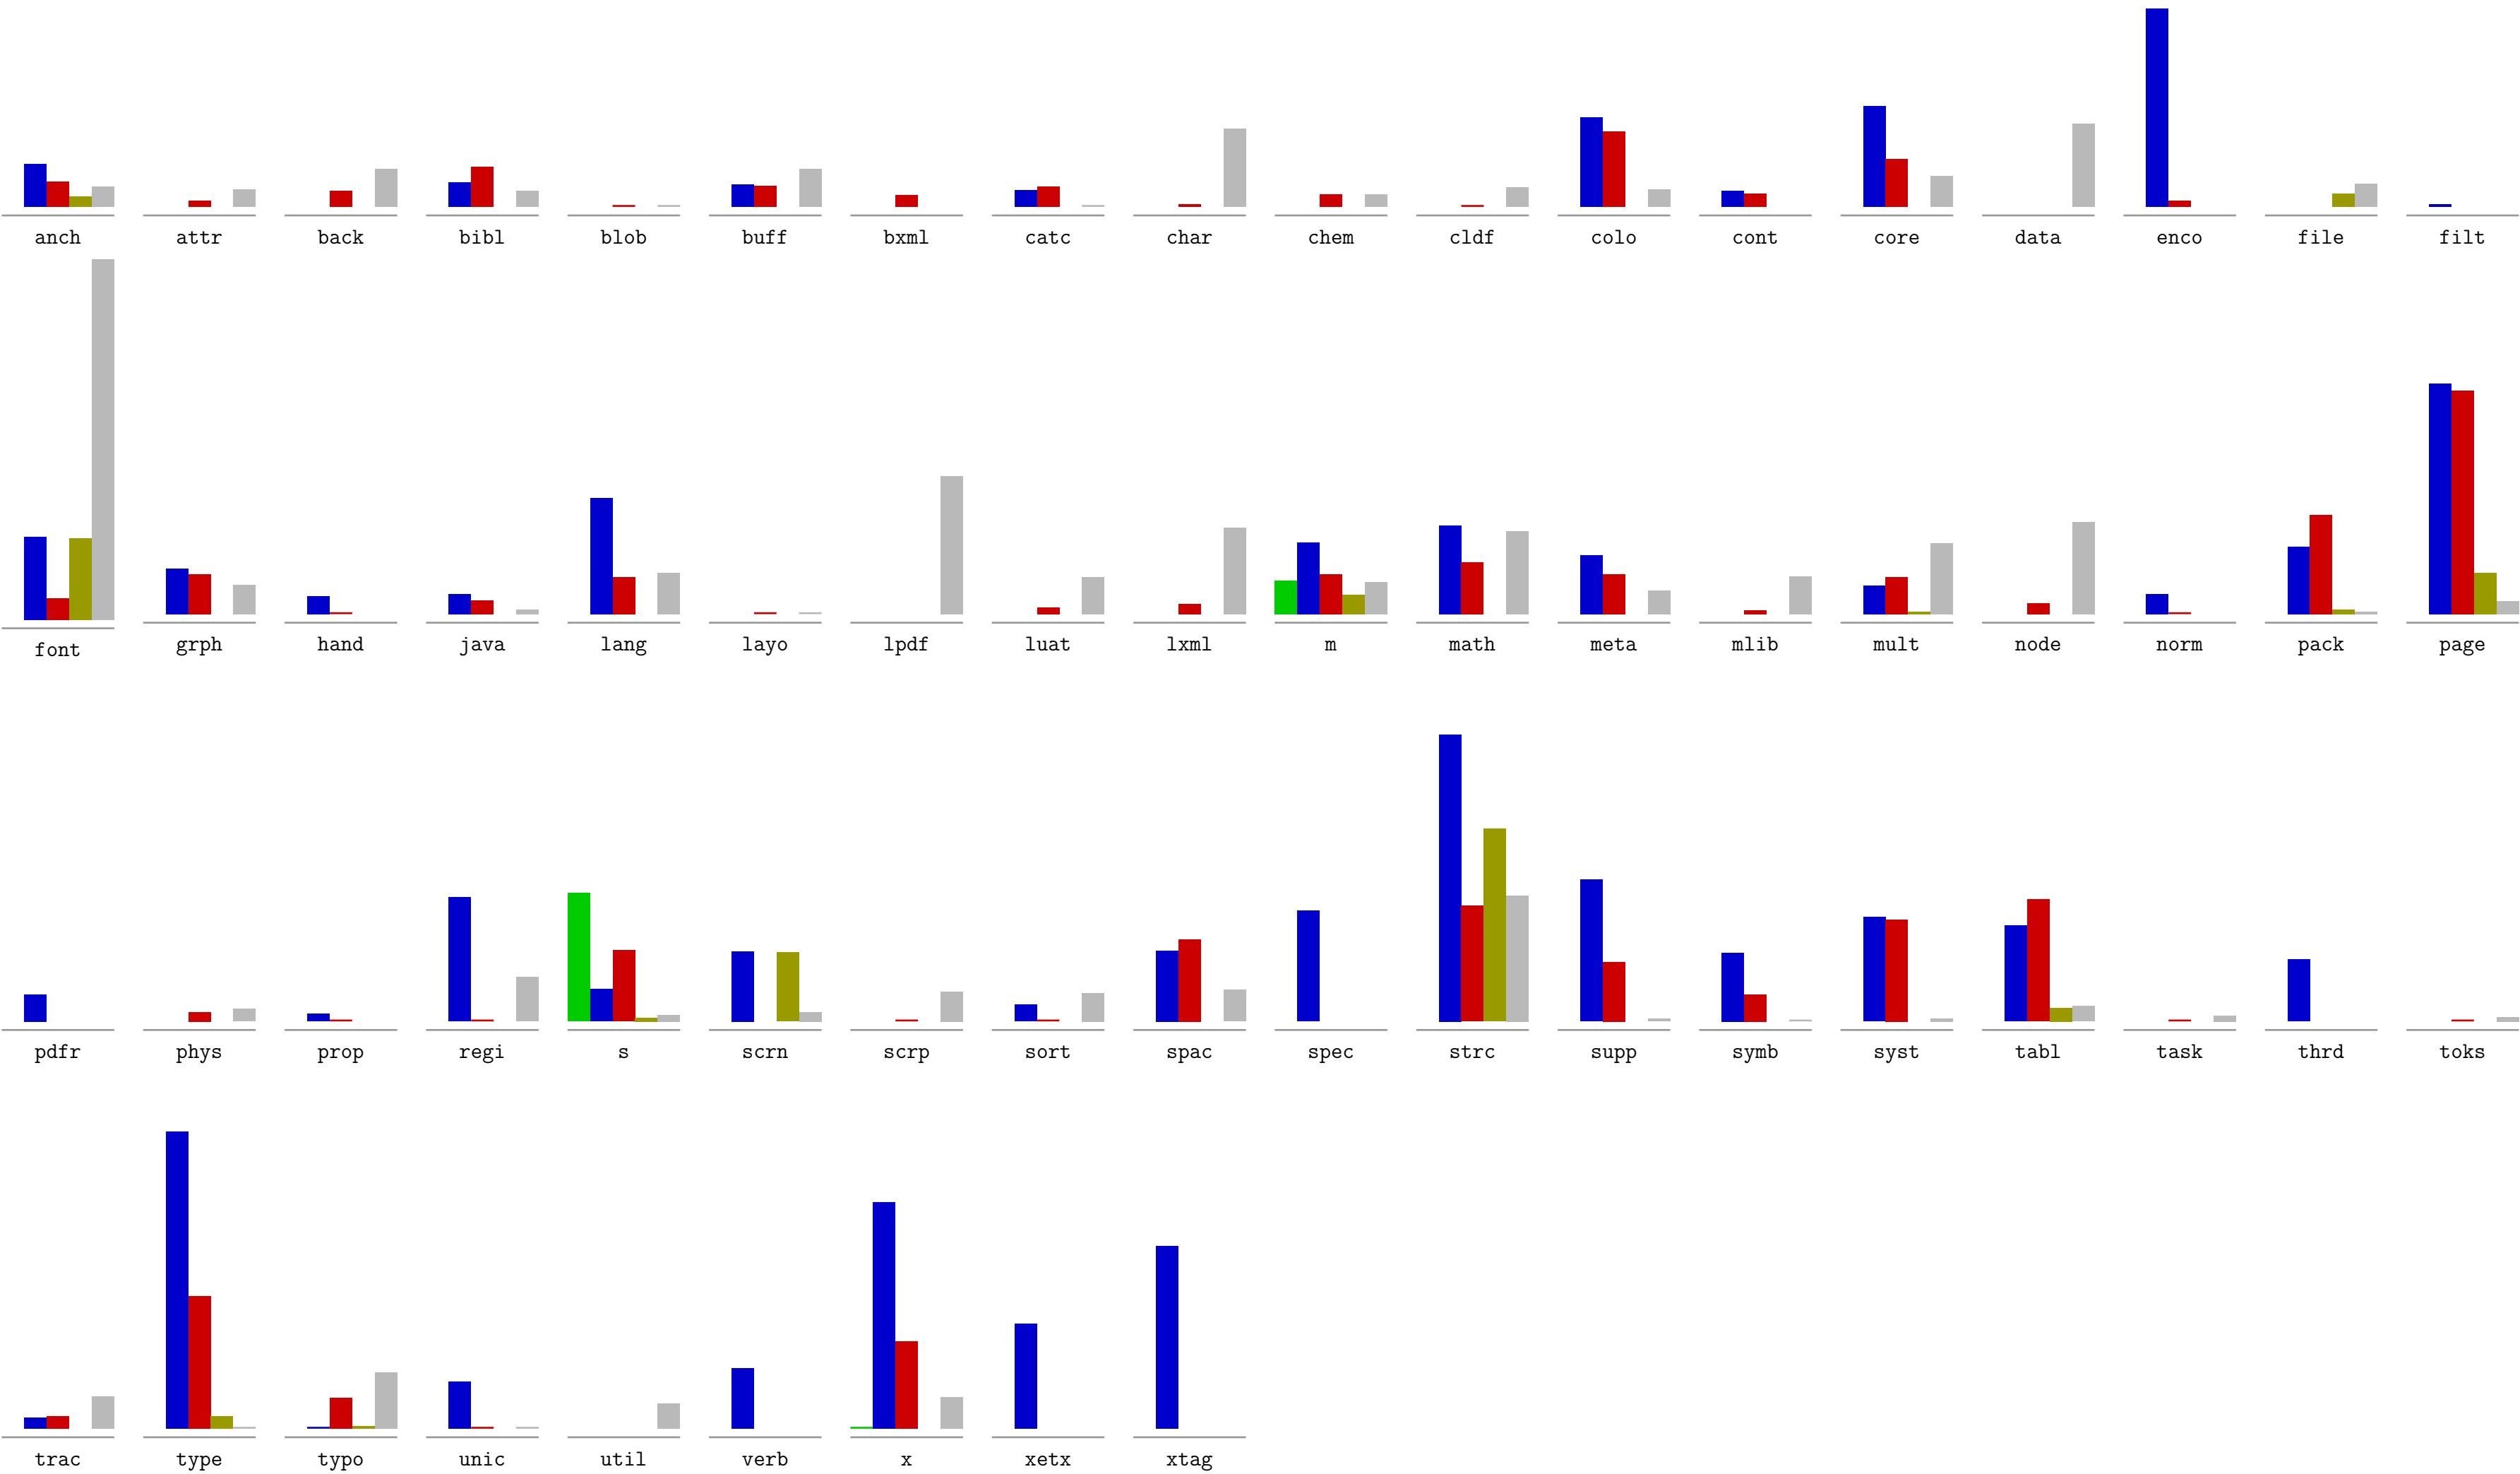 anch attr back bibl blob buff bxml catc char chem cldf colo cont core data enco file filt
font grph hand java lang layo lpdf luat lxml m math meta mlib mult node norm pack page
pdfr phys prop regi s scrn scrp sort spac spec strc supp symb syst tabl task thrd toks
trac type typo unic util verb x xetx xtag